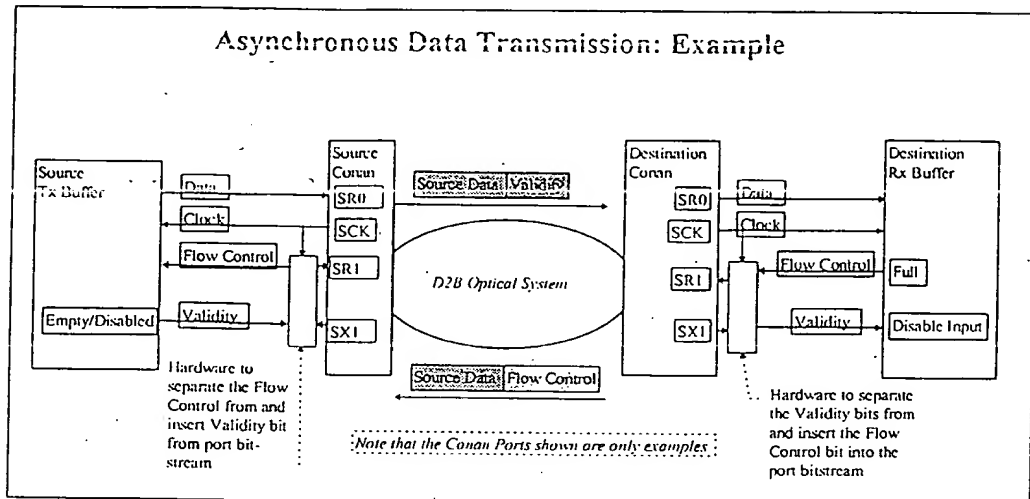 Asynchronous Data Transmission: Example
Source
Tx Buffer
Data
Clock
Flow Control
Empty/Disabled
Validity
Source
Conan
SR0
SCK
SR1
SX1
Source Data
Validity
D2B Optical System
Source Data
Flow Control
Destination
Conan
SR0
SCK
SR1
SX1
Data
Clock
Flow Control
Validity
Destination
Rx Buffer
Full
Disable Input
Hardware to
separate the Flow
Control from and
insert Validity bit
from port bit-
stream
Note that the Conan Ports shown are only examples
Hardware to separate
the Validity bits from
and insert the Flow
Control bit into the
port bitstream